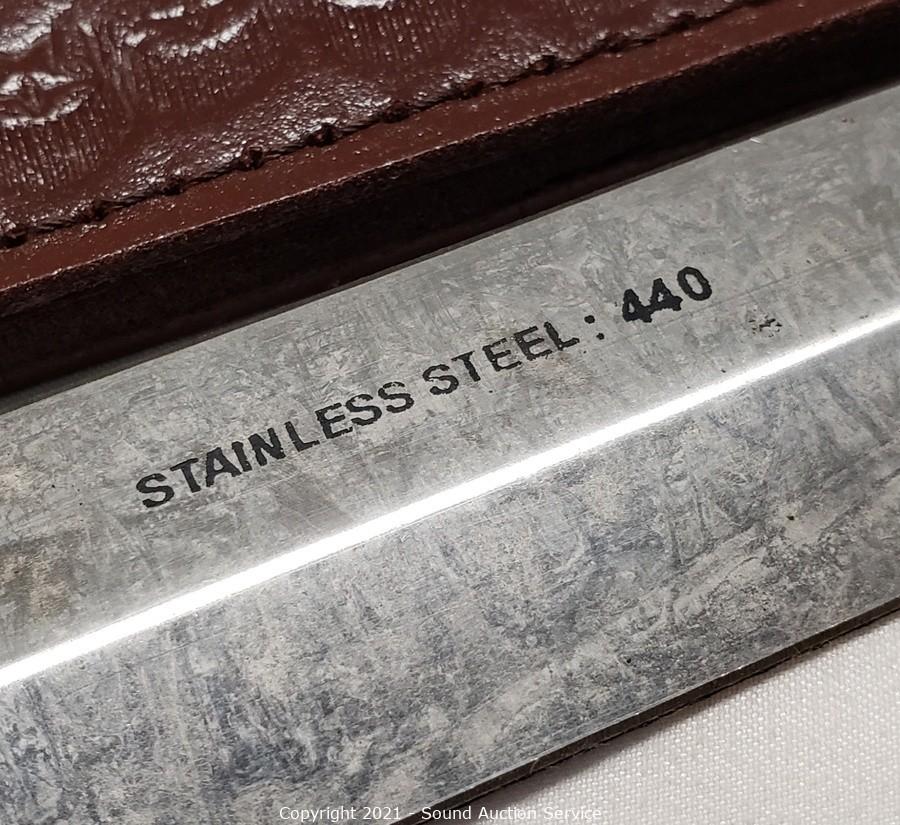 STAINLESS STEEL: 440
Copyright 2021 - Sound Auction Service